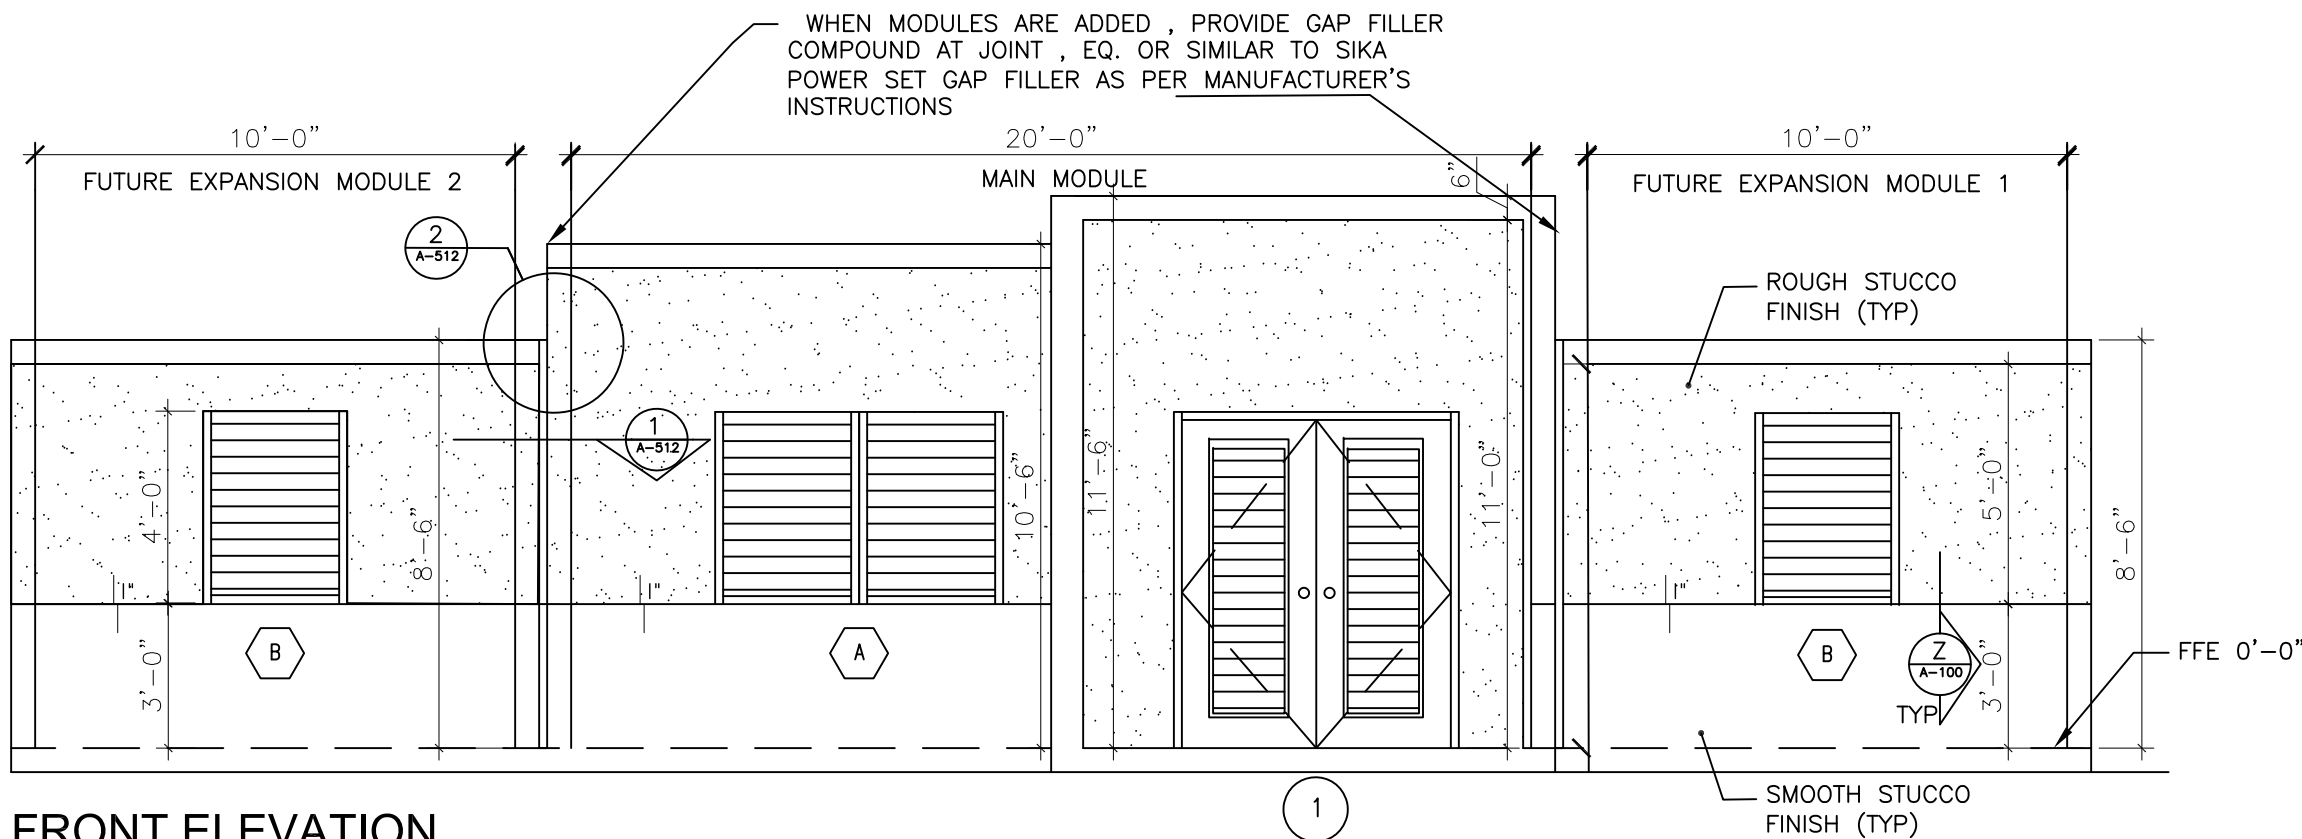 WHEN MODULES ARE ADDED , PROVIDE GAP FILLER
COMPOUND AT JOINT , EQ. OR SIMILAR TO SIKA
POWER SET GAP FILLER AS PER MANUFACTURER'S
INSTRUCTIONS
10'-0"
20'-0"
10'-0"
FUTURE EXPANSION MODULE 2
MAIN MODULE
6"
FUTURE EXPANSION MODULE 1
2
A-512
ROUGH STUCCO
FINISH (TYP)
1
A-512
4'-0"
8'-6"
10'-6"
11'-6"
11'-0"
5'-0"
8'-6"
1"
1"
1"
3'-0"
B
A
B
Z
A-100
TYP
3'-0"
FFE 0'-0"
1
SMOOTH STUCCO
FINISH (TYP)
FRONT ELEVATION